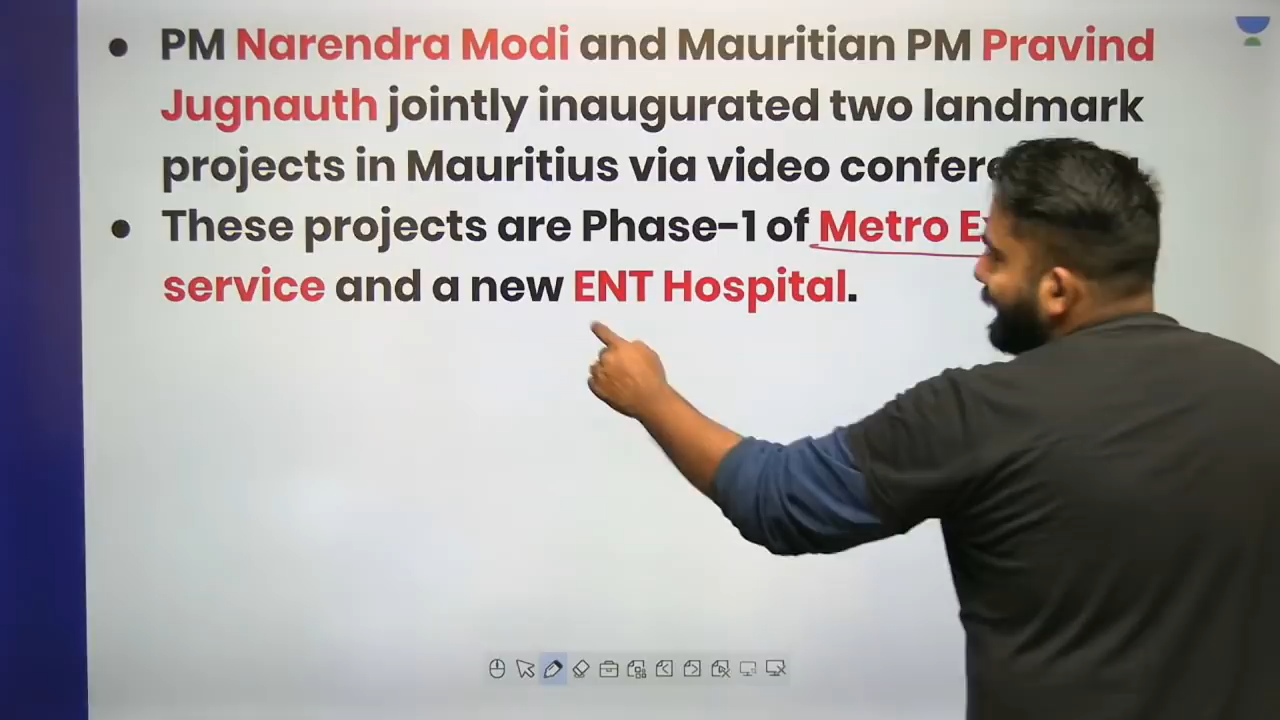 PM Narendra Modi and Mauritian PM Pravind
Jugnauth jointly inaugurated two landmark
projects in Mauritius via video
These projects are Phase-1 of Metro
service and a new ENT Hospital.